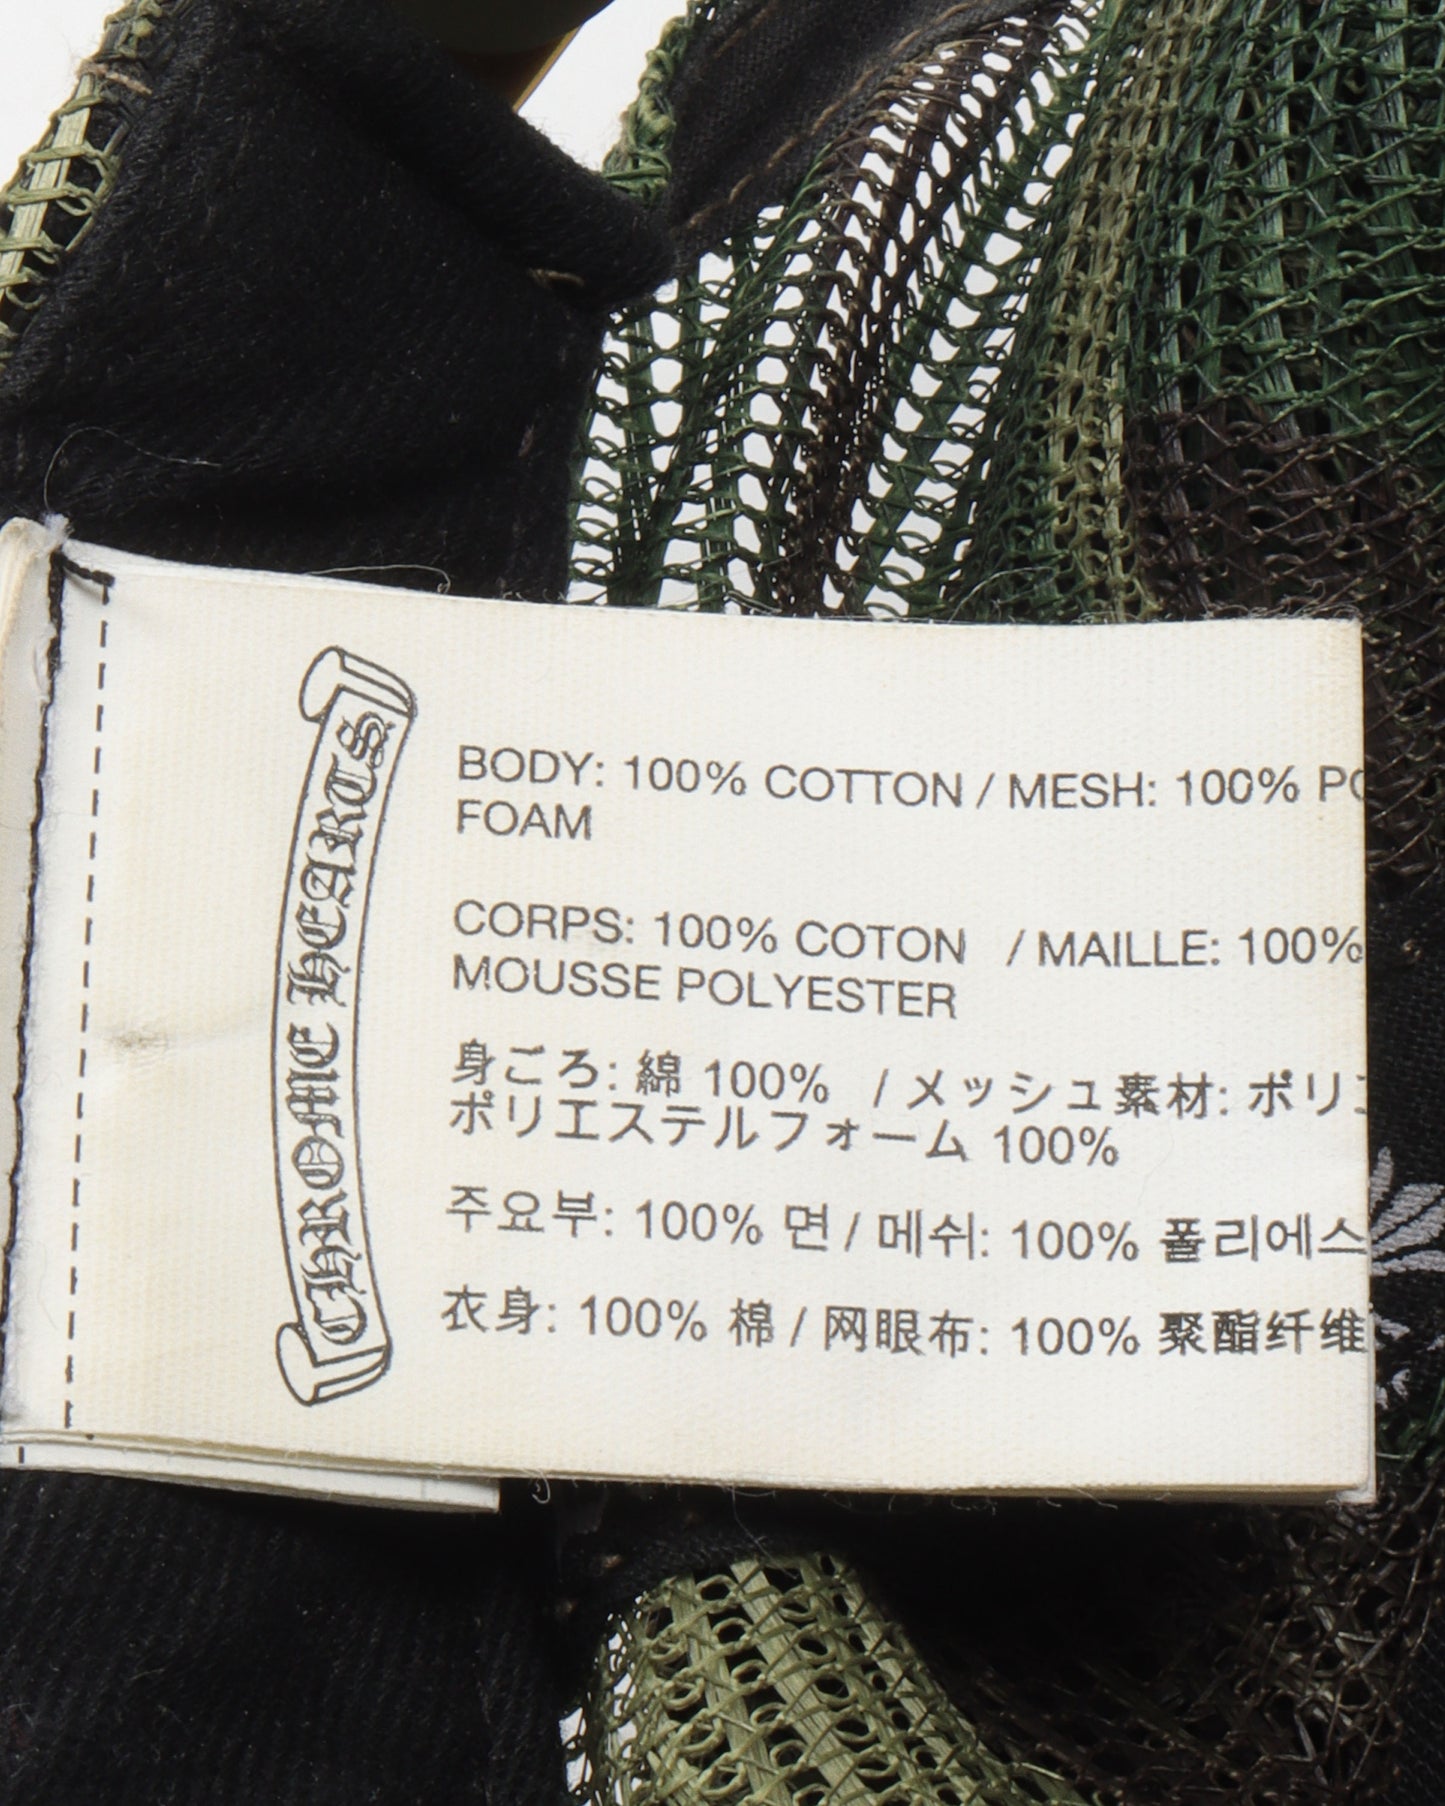 CHROME HEARTS
BODY: 100% COTTON / MESH: 100%
FOAM
CORPS: 100% COTON / MAILLE: 100%
MOUSSE POLYESTER
身ごろ: 綿 100% / メッシュ素材: ポリ
ポリエステルフォーム 100%
주요부: 100% 면 / 메쉬: 100% 폴리에스
衣身: 100% 棉 / 网眼布: 100% 聚酯纤维